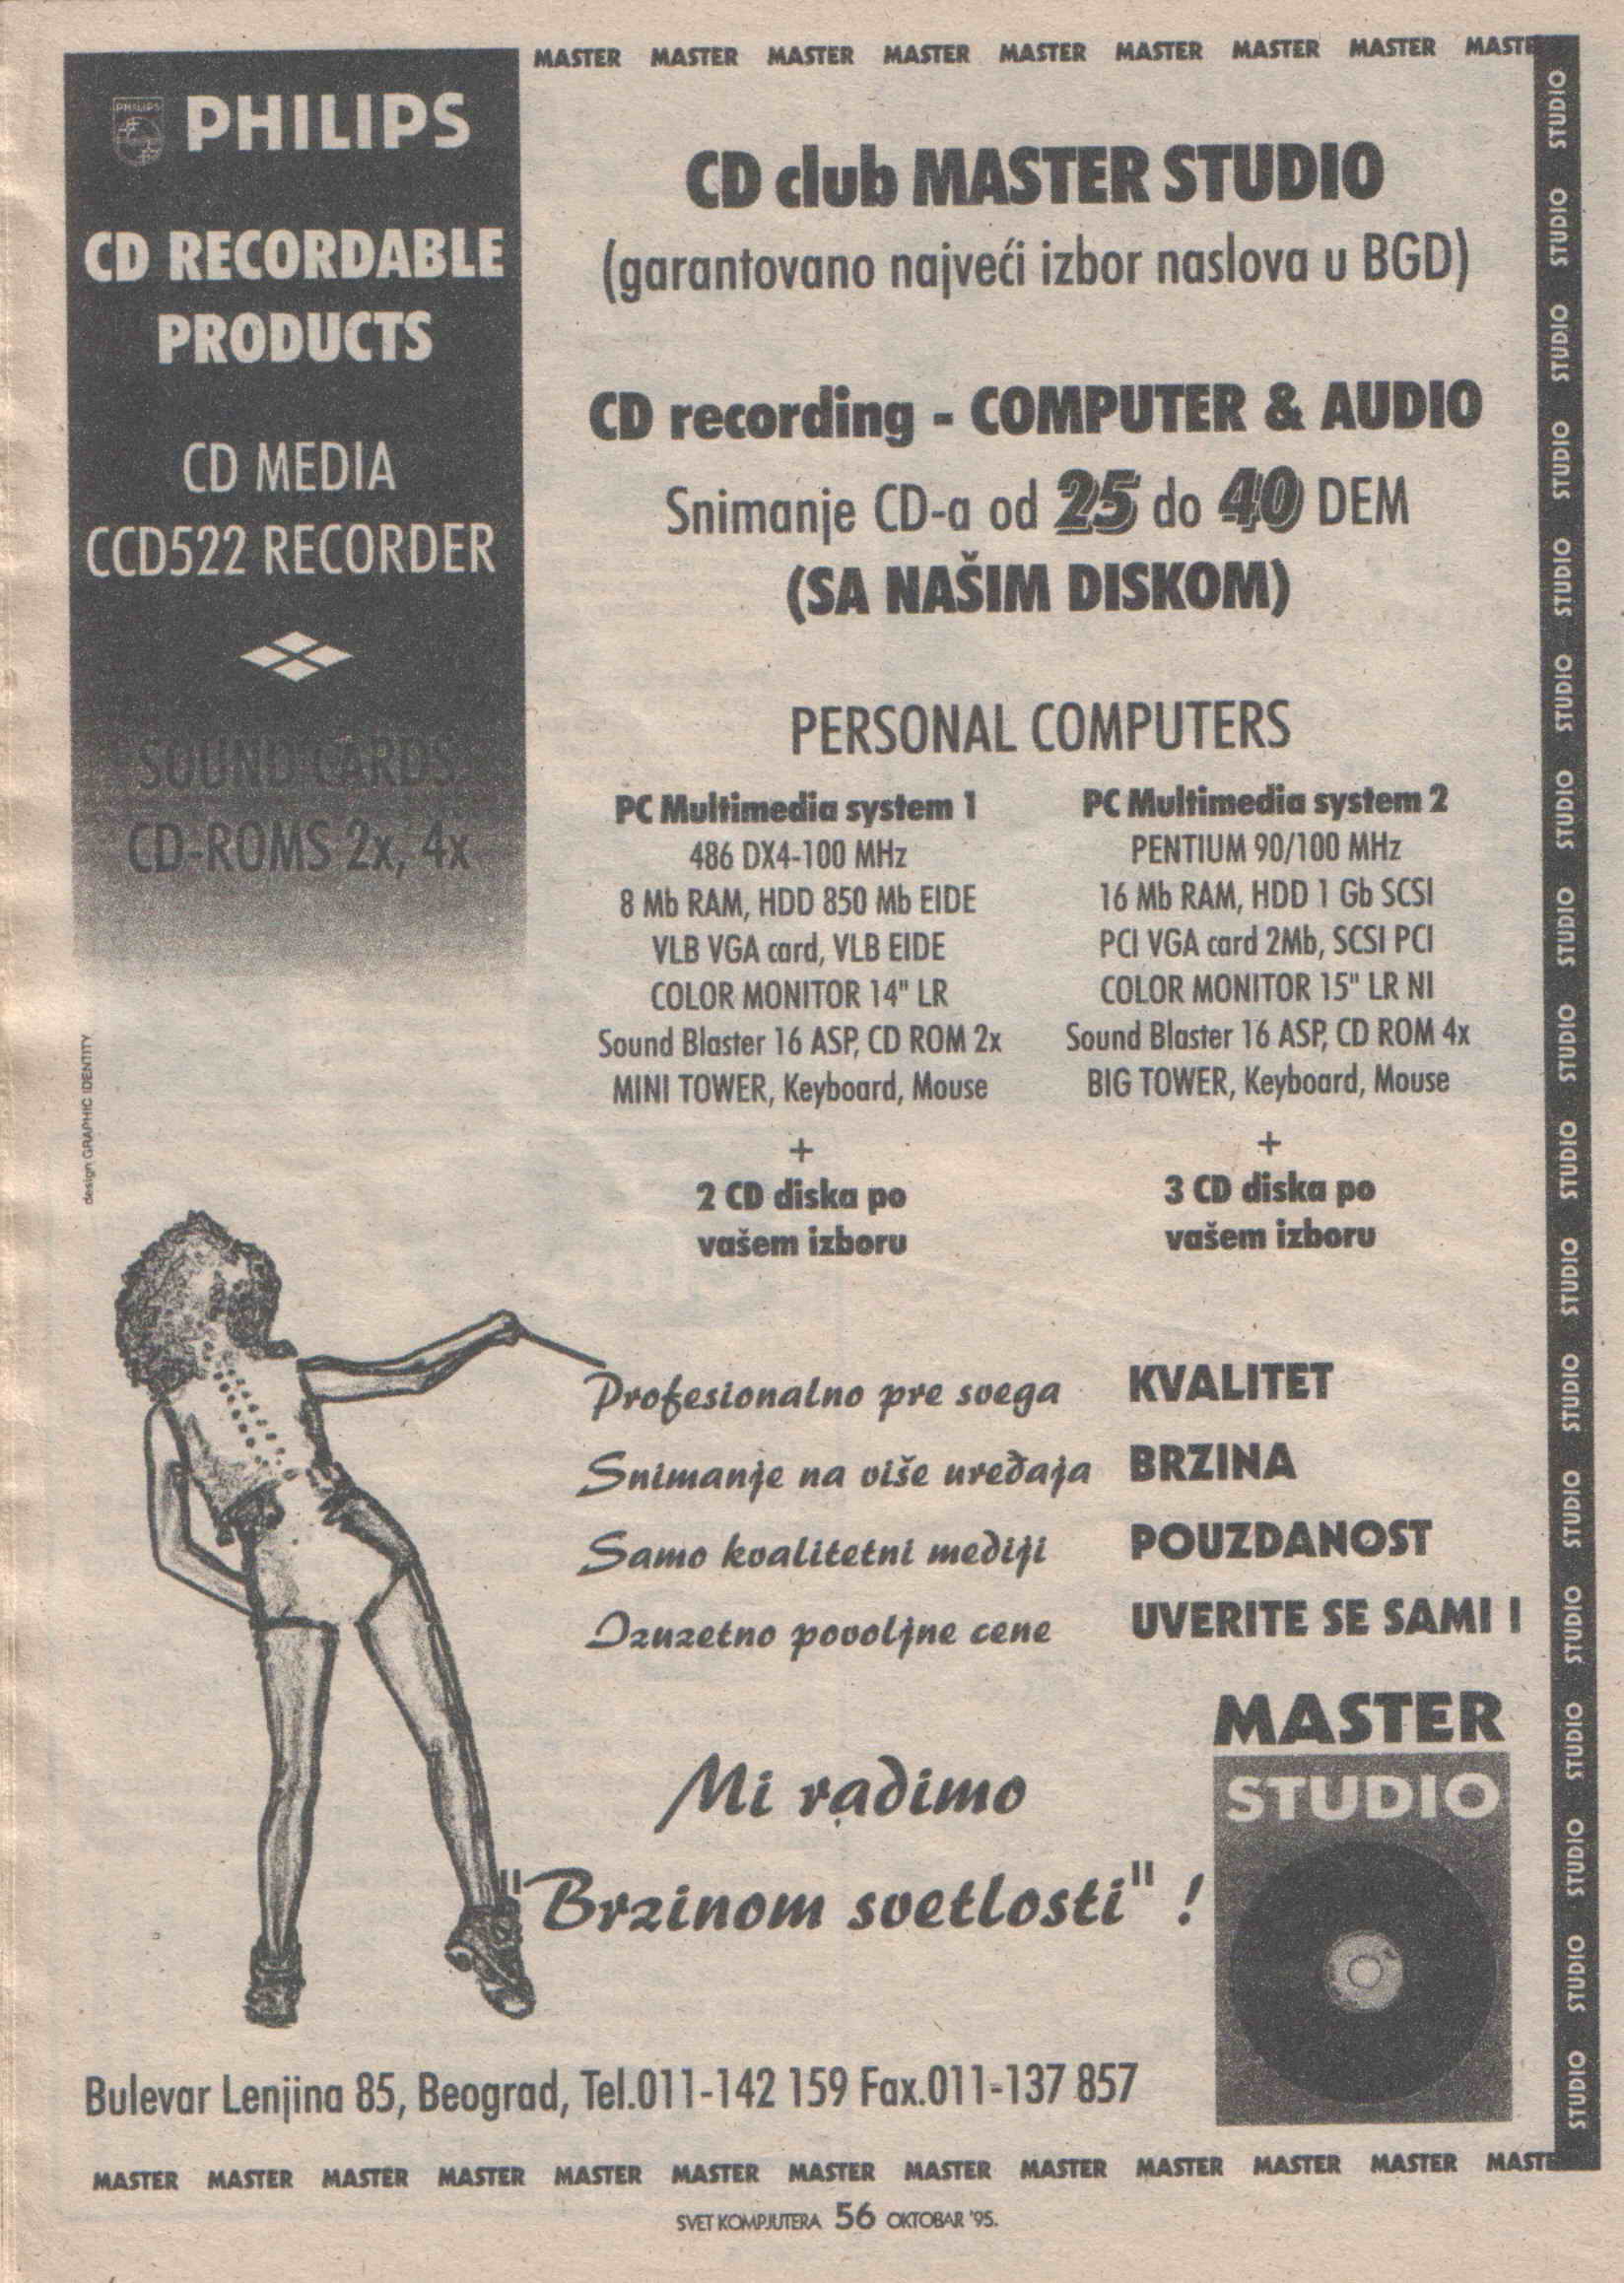 MASTER MASTER MASTER MASTER MASTER MASTER MASTER MASTER MASTE
PHILIPS
PHILIPS
CD RECORDABLE
PRODUCTS
CD MEDIA
CCD522 RECORDER
SOUND CARDS
CD-ROMS 2x, 4x
design GRAPHIC IDENTITY
CD club MASTER STUDIO
(garantovano najveći izbor naslova u BGD)
CD recording - COMPUTER & AUDIO
Snimanje CD-a od 25 do 40 DEM
(SA NAŠIM DISKOM)
PERSONAL COMPUTERS
PC Multimedia system 1
486 DX4-100 MHz
8 Mb RAM, HDD 850 Mb EIDE
VLB VGA card, VLB EIDE
COLOR MONITOR 14" LR
Sound Blaster 16 ASP, CD ROM 2x
MINI TOWER, Keyboard, Mouse
+
2 CD diska po
vašem izboru
PC Multimedia system 2
PENTIUM 90/100 MHz
16 Mb RAM, HDD 1 Gb SCSI
PCI VGA card 2Mb, SCSI PCI
COLOR MONITOR 15" LR NI
Sound Blaster 16 ASP, CD ROM 4x
BIG TOWER, Keyboard, Mouse
+
3 CD diska po
vašem izboru
Profesionalno pre svega KVALITET
Snimanje na više uređaja BRZINA
Samo kvalitetni mediji POUZDANOST
Izuzetno povoljne cene UVERITE SE SAMI !
Mi radimo
"Brzinom svetlosti" !
MASTER
STUDIO
Bulevar Lenjina 85, Beograd, Tel.011-142 159 Fax.011-137 857
STUDIO STUDIO STUDIO STUDIO STUDIO STUDIO STUDIO STUDIO STUDIO STUDIO STUDIO STUDIO STUDIO STUDIO STUDIO STUDIO STUDIO STUDIO
MASTER MASTER MASTER MASTER MASTER MASTER MASTER MASTER MASTER MASTER MASTER MASTER MASTE
SVET KOMPJUTERA 56 OKTOBAR '95.